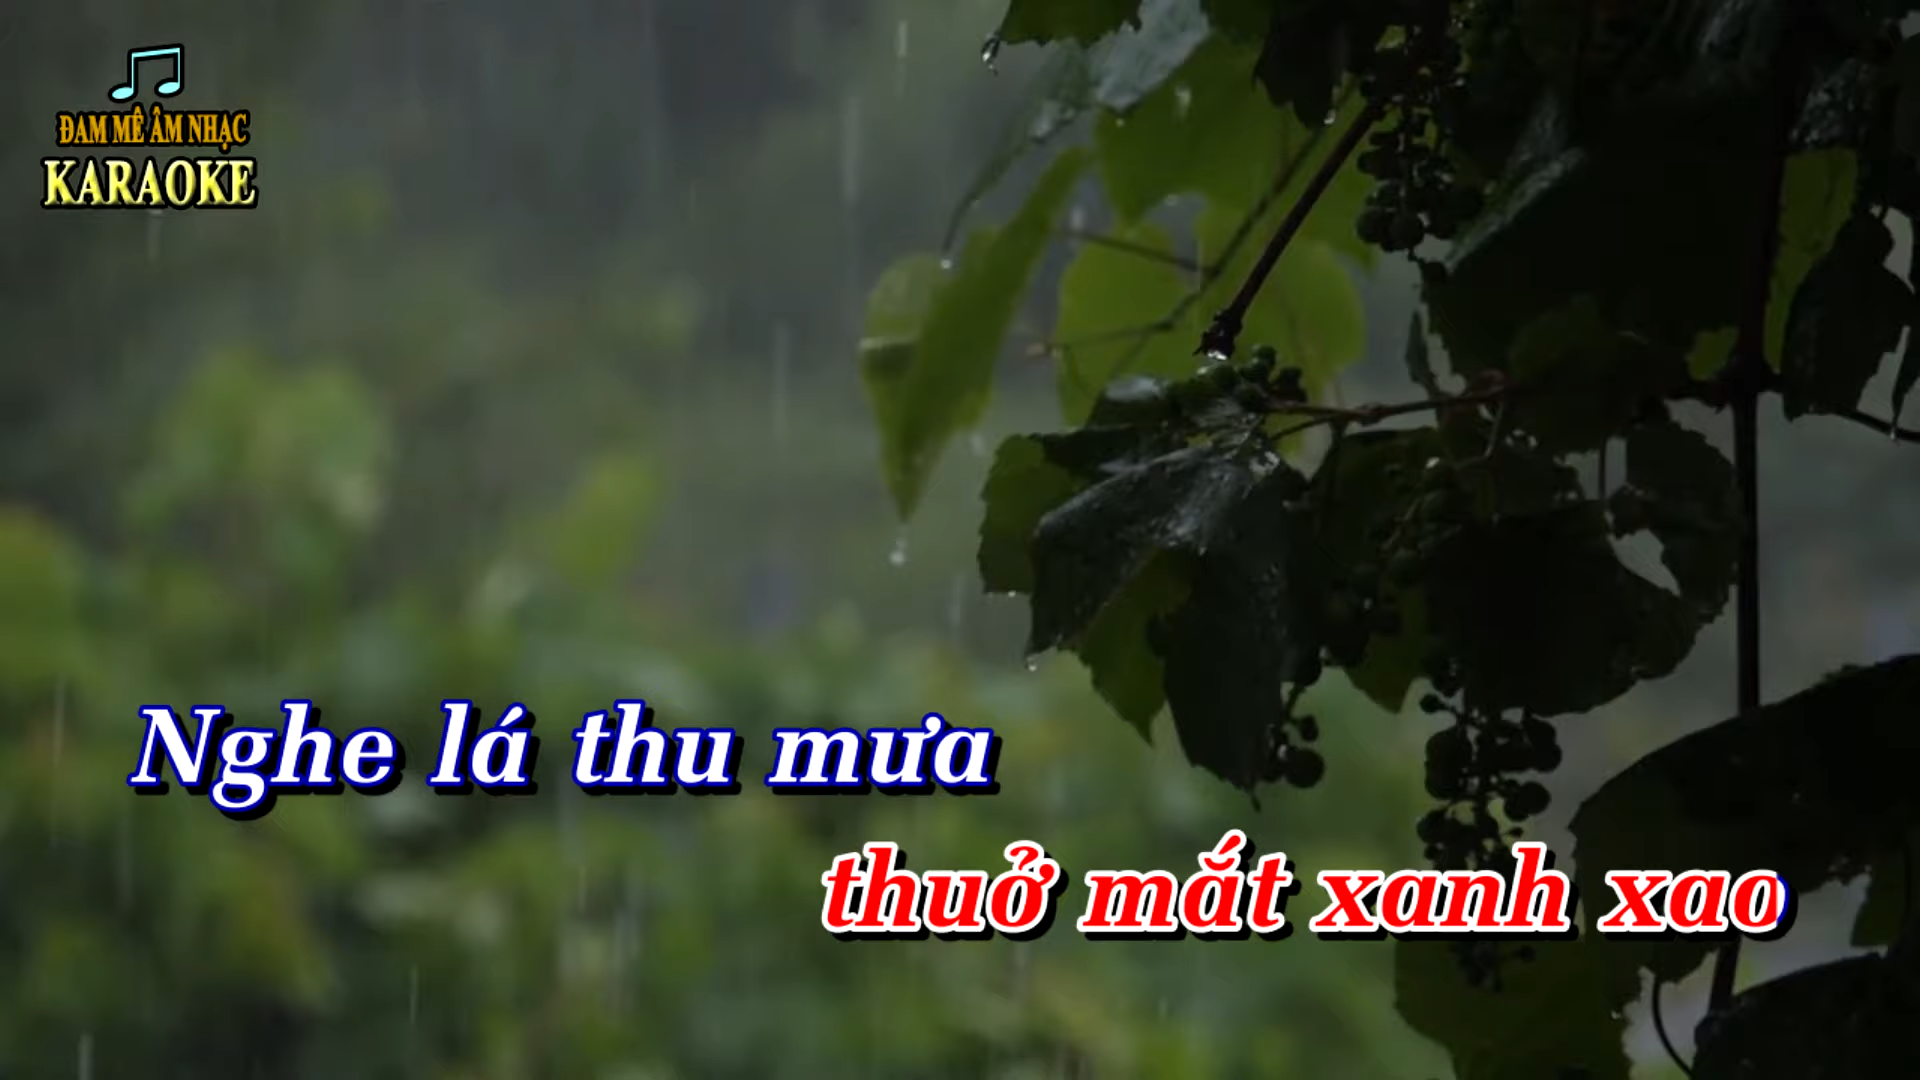 ĐAM MÊ ÂM NHẠC
KARAOKE
Nghe lá thu mưa
thuở mắt xanh xao